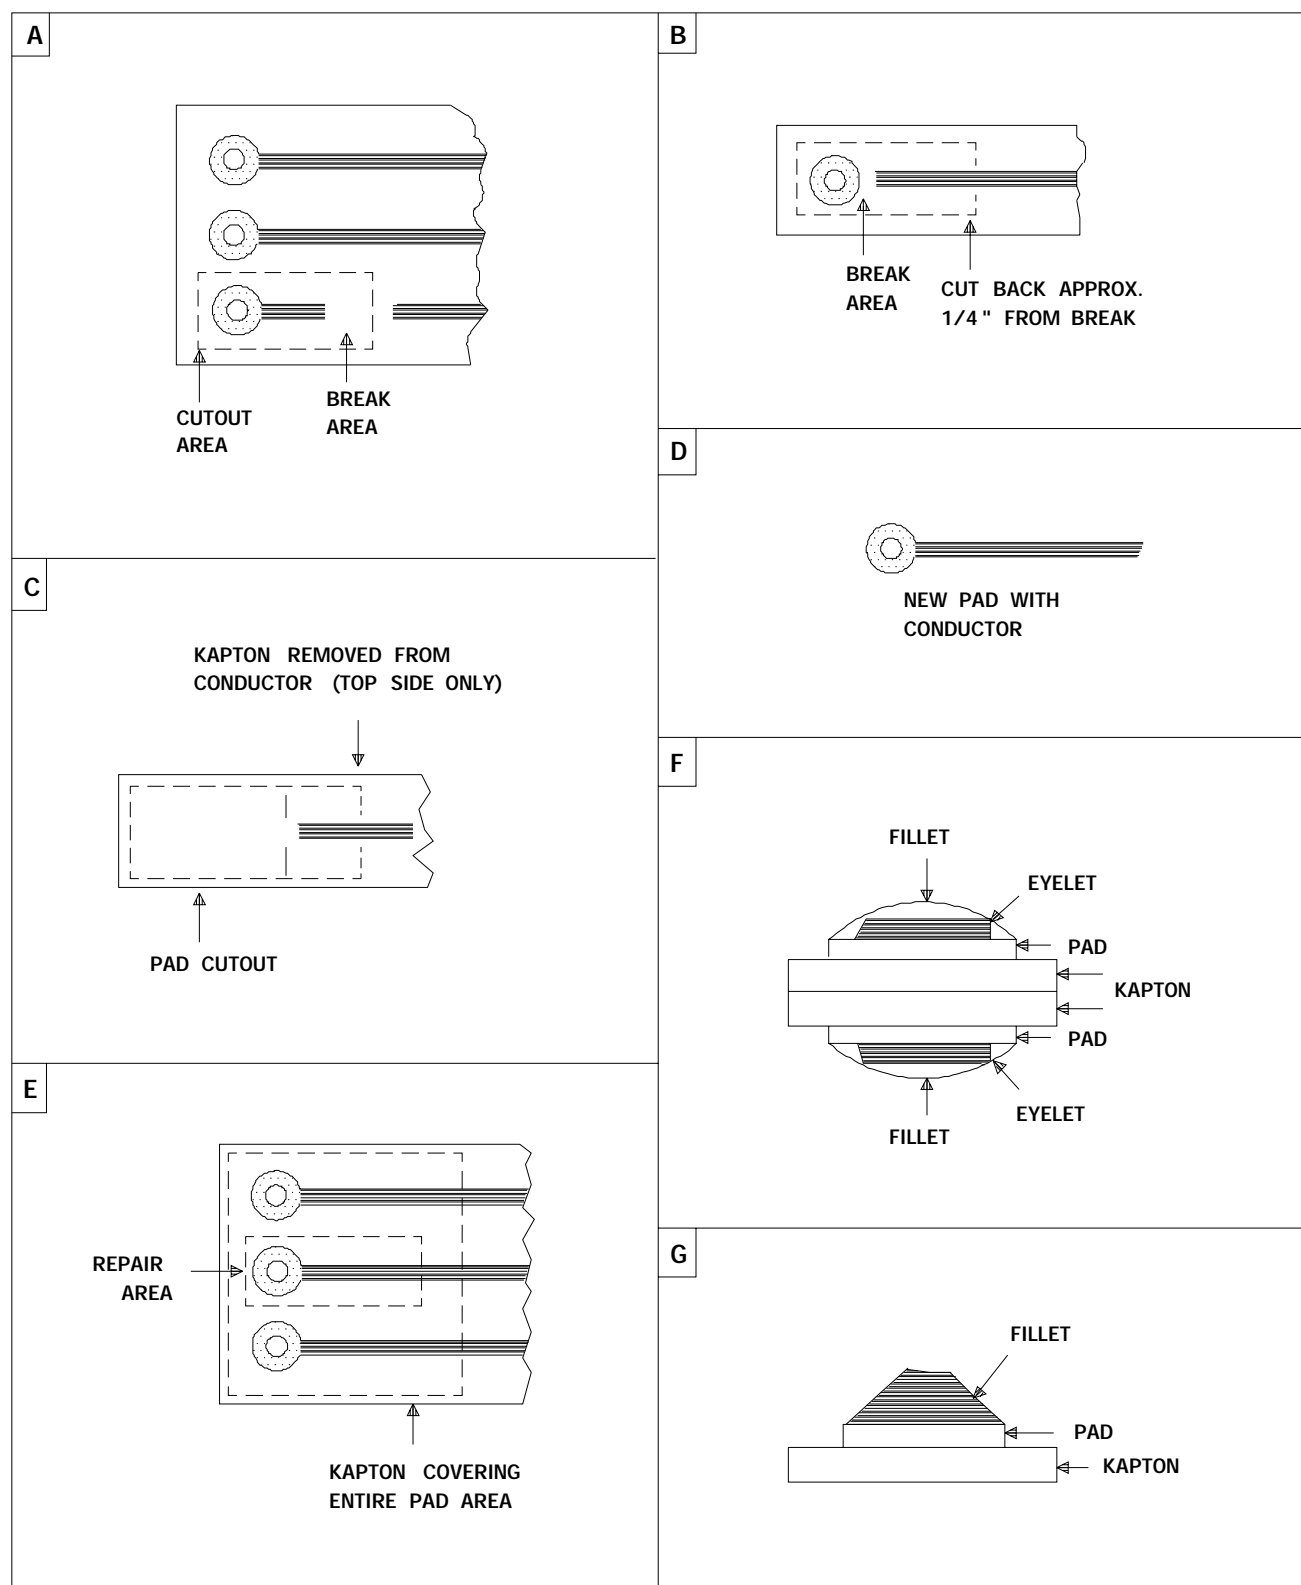 A
CUTOUT
AREA
BREAK
AREA
B
BREAK
AREA
CUT BACK APPROX.
1/4" FROM BREAK
C
KAPTON REMOVED FROM
CONDUCTOR (TOP SIDE ONLY)
PAD CUTOUT
D
NEW PAD WITH
CONDUCTOR
E
REPAIR
AREA
KAPTON COVERING
ENTIRE PAD AREA
F
FILLET
EYELET
PAD
KAPTON
PAD
EYELET
FILLET
G
FILLET
PAD
KAPTON